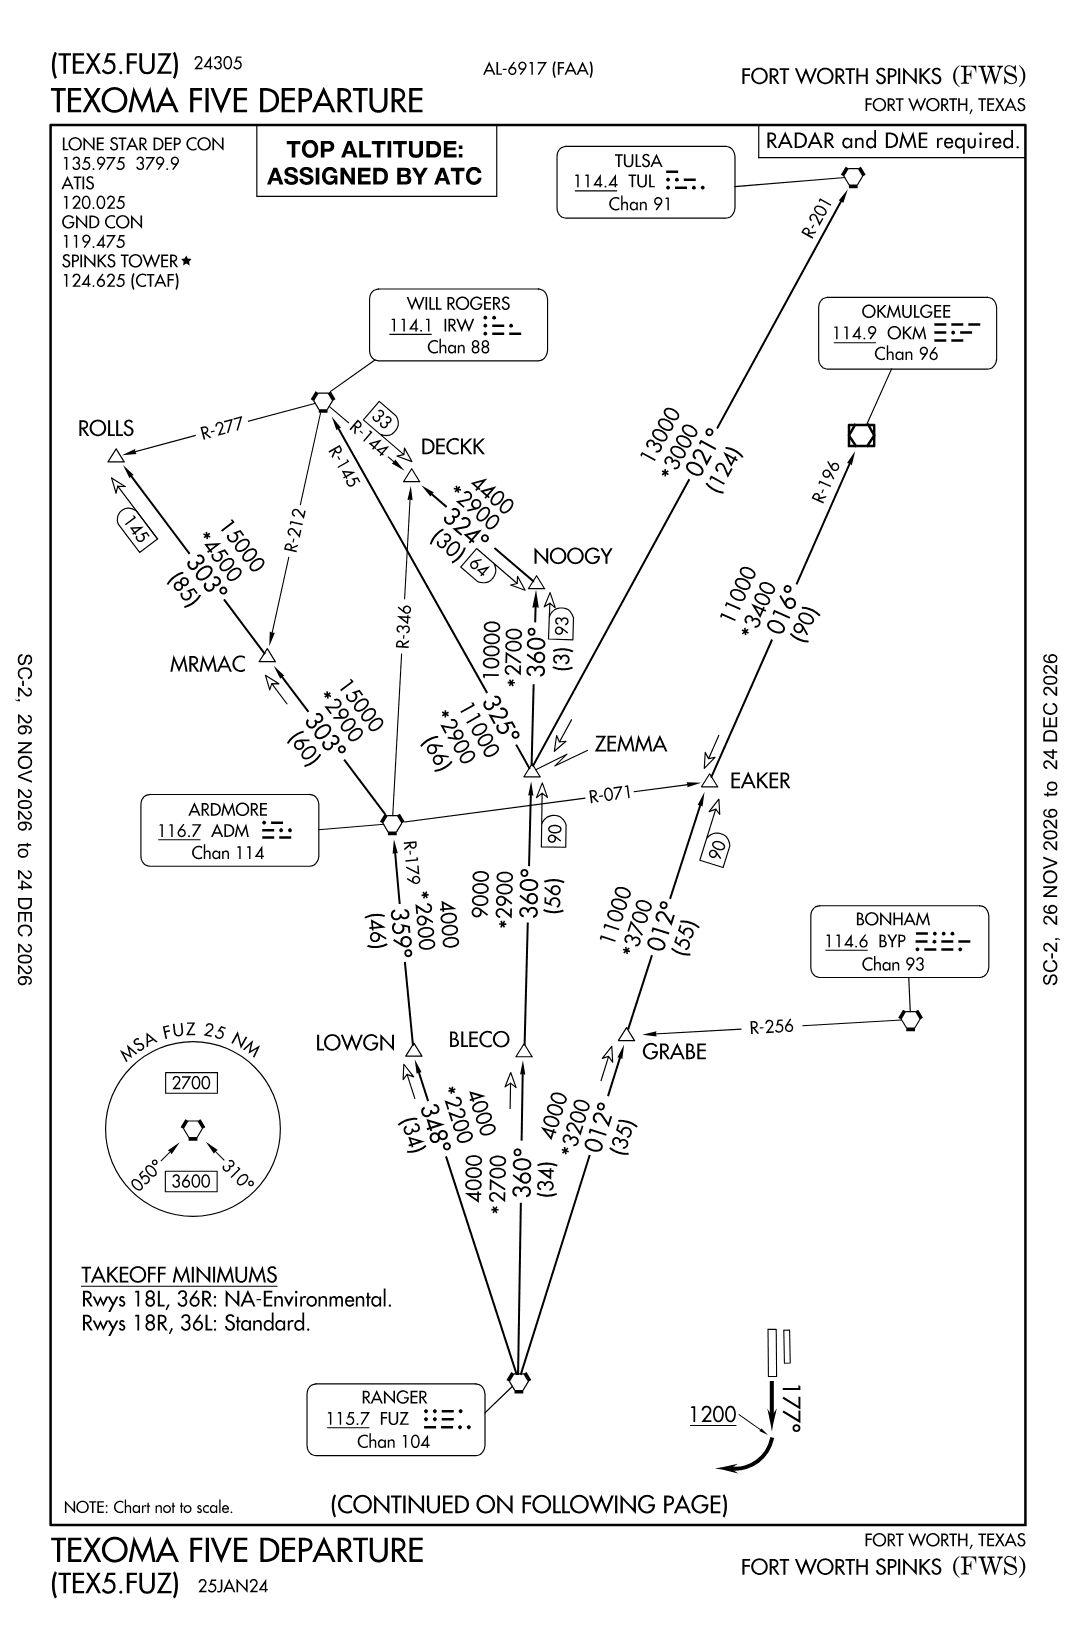 (TEX5.FUZ) 24305
AL-6917 (FAA)
FORT WORTH SPINKS (FWS)
TEXOMA FIVE DEPARTURE
FORT WORTH, TEXAS
LONE STAR DEP CON
135.975 379.9
ATIS
120.025
GND CON
119.475
SPINKS TOWER★
124.625 (CTAF)
TOP ALTITUDE:
ASSIGNED BY ATC
RADAR and DME required.
TULSA
114.4 TUL
Chan 91
R-201
WILL ROGERS
114.1 IRW
Chan 88
OKMULGEE
114.9 OKM
Chan 96
ROLLS
R-277
33
R-144
DECKK
R-145
R-196
13000
*3000
021°
(124)
4400
*2900
324°
(30)
64
145
15000
*4500
303°
(85)
R-212
NOOGY
93
R-346
11000
*3400
016°
(90)
10000
*2700
360°
(3)
MRMAC
15000
*2900
303°
(60)
325°
11000
*2900
(66)
ZEMMA
EAKER
R-071
ARDMORE
116.7 ADM
Chan 114
90
90
R-179
4000
*2600
359°
(46)
9000
*2900
360°
(56)
11000
*3700
012°
(55)
BONHAM
114.6 BYP
Chan 93
R-256
LOWGN
BLECO
GRABE
MSA FUZ 25 NM
2700
050°
310°
3600
4000
*2200
348°
(34)
4000
*2700
360°
(34)
4000
*3200
012°
(35)
TAKEOFF MINIMUMS
Rwys 18L, 36R: NA-Environmental.
Rwys 18R, 36L: Standard.
RANGER
115.7 FUZ
Chan 104
177°
1200
NOTE: Chart not to scale.
(CONTINUED ON FOLLOWING PAGE)
TEXOMA FIVE DEPARTURE
FORT WORTH, TEXAS
(TEX5.FUZ) 25JAN24
FORT WORTH SPINKS (FWS)
SC-2, 26 NOV 2026 to 24 DEC 2026
SC-2, 26 NOV 2026 to 24 DEC 2026